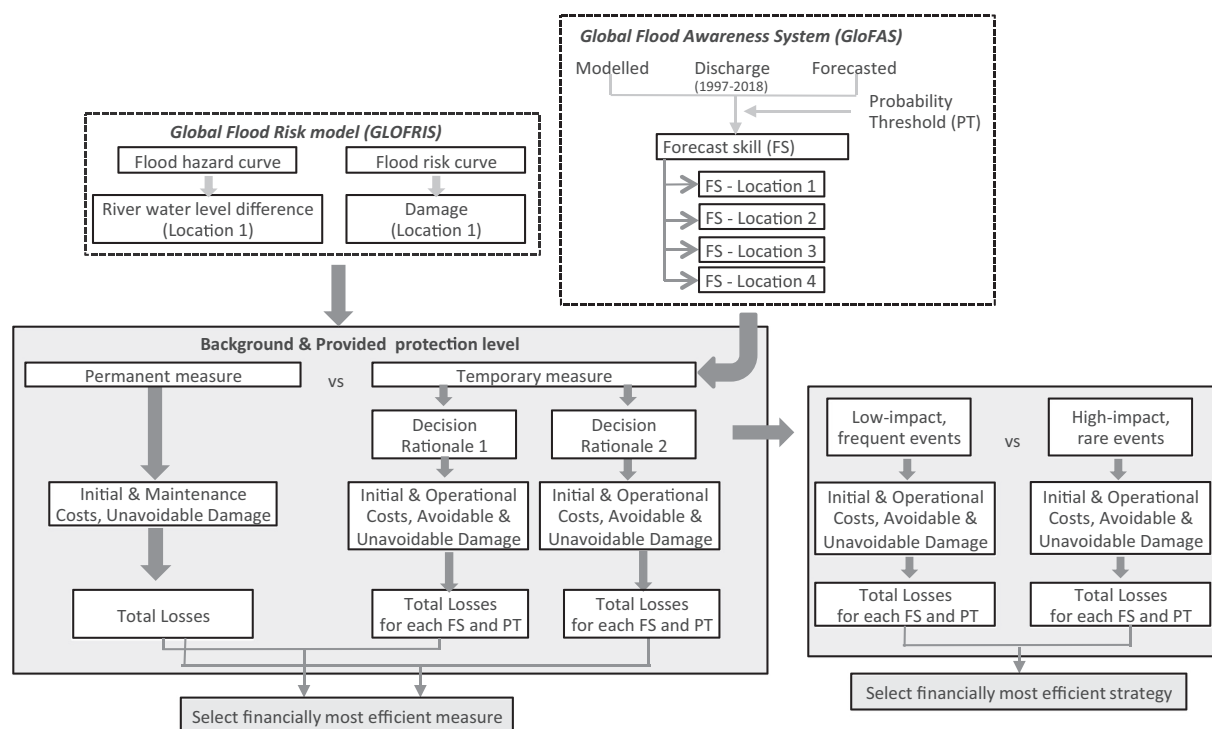 Global Flood Awareness System (GloFAS)
Modelled
Discharge
(1997-2018)
Forecasted
Probability
Threshold (PT)
Forecast skill (FS)
FS - Location 1
FS - Location 2
FS - Location 3
FS - Location 4
Global Flood Risk model (GLOFRIS)
Flood hazard curve
Flood risk curve
River water level difference
(Location 1)
Damage
(Location 1)
Background & Provided protection level
Permanent measure
vs
Temporary measure
Decision
Rationale 1
Decision
Rationale 2
Initial & Maintenance
Costs, Unavoidable Damage
Initial & Operational
Costs, Avoidable &
Unavoidable Damage
Initial & Operational
Costs, Avoidable &
Unavoidable Damage
Total Losses
Total Losses
for each FS and PT
Total Losses
for each FS and PT
Select financially most efficient measure
Low-impact,
frequent events
vs
High-impact,
rare events
Initial & Operational
Costs, Avoidable &
Unavoidable Damage
Initial & Operational
Costs, Avoidable &
Unavoidable Damage
Total Losses
for each FS and PT
Total Losses
for each FS and PT
Select financially most efficient strategy